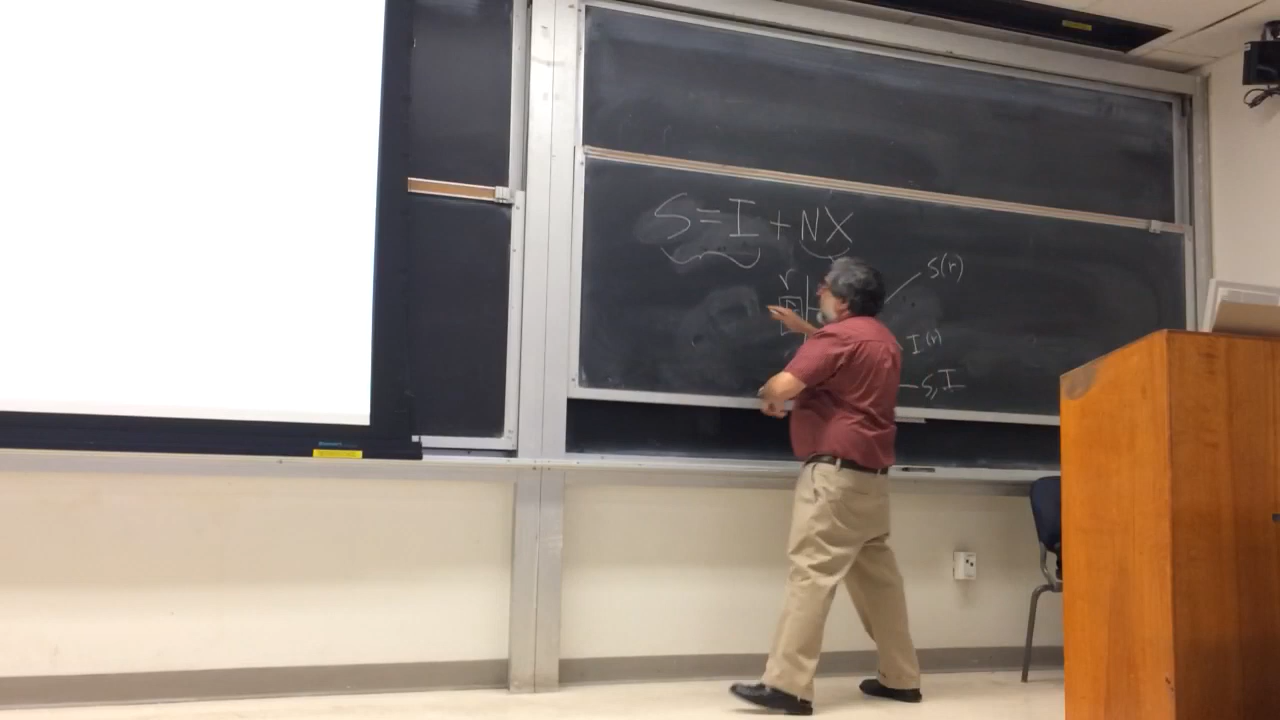 S = I + NX
r
S(r)
I(r)
S, I